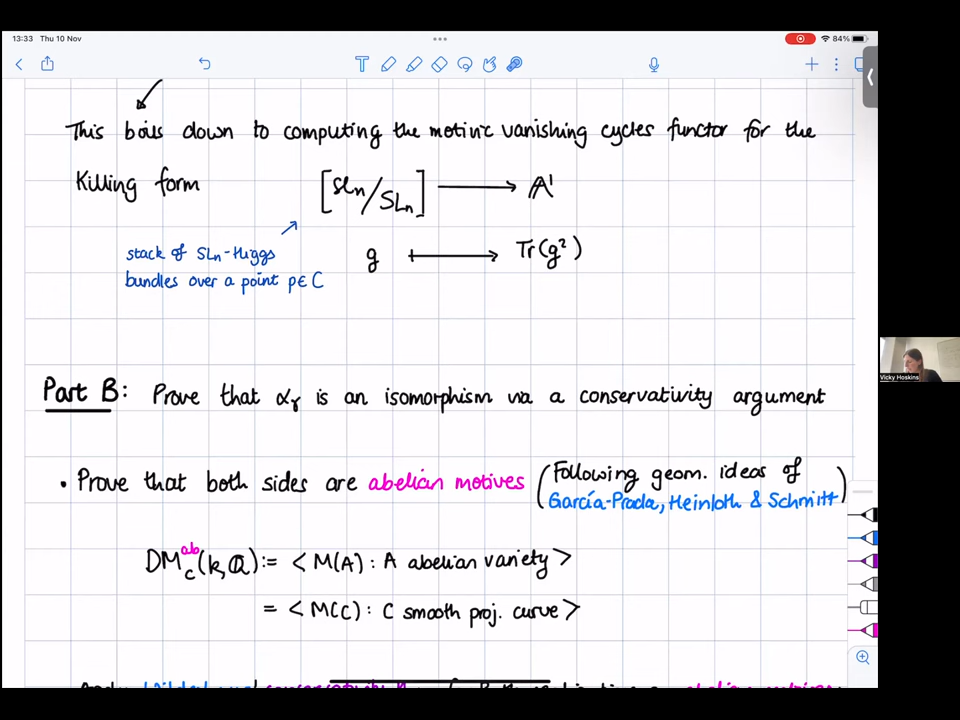 13:33 Thu 10 Nov
84%
This boils down to computing the motivic vanishing cycles functor for the
Killing form [sln/SLn] ⟶ A¹
stack of SLn-Higgs
bundles over a point p∈C
g ⟼ Tr(g²)
Vicky Hoskins
Part B: Prove that αγ is an isomorphism via a conservativity argument
• Prove that both sides are abelian motives (Following geom. ideas of
García-Prada, Heinloth & Schmitt)
DM_c^ab(k,Q) := < M(A) : A abelian variety >
= < M(C) : C smooth proj. curve >